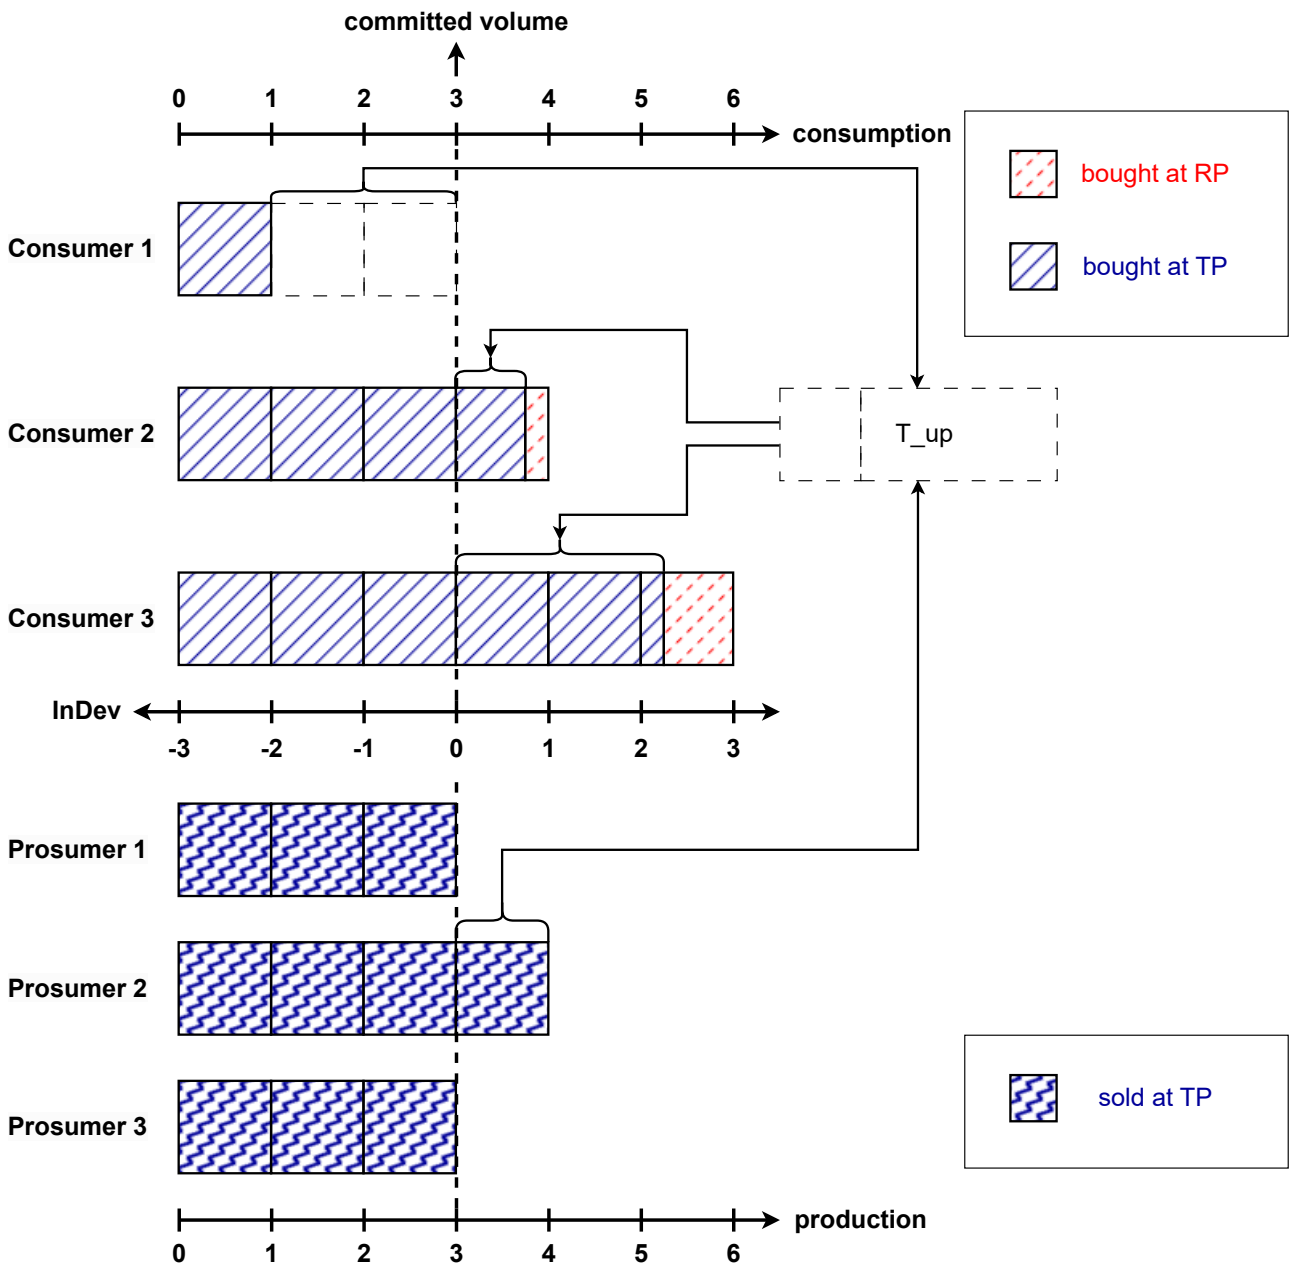 committed volume
0 1 2 3 4 5 6
consumption
bought at RP
bought at TP
Consumer 1
Consumer 2
T_up
Consumer 3
InDev
-3 -2 -1 0 1 2 3
Prosumer 1
Prosumer 2
Prosumer 3
sold at TP
production
0 1 2 3 4 5 6